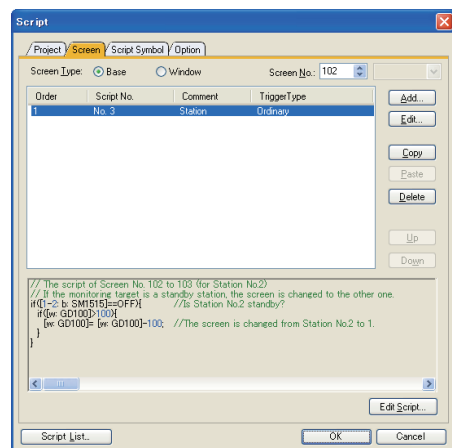 Script
Project Screen Script Symbol Option
Screen Type: Base Window Screen No.: 102
Order Script No. Comment TriggerType
1 No. 3 Station Ordinary
Add...
Edit...
Copy
Paste
Delete
Up
Down
// The script of Screen No. 102 to 103 (for Station No.2)
// If the monitoring target is a standby station, the screen is changed to the other one.
if([1-2: b: SM1515]==OFF){ //Is Station No.2 standby?
if([w: GD100]>100){
[w: GD100]= [w: GD100]-100; //The screen is changed from Station No.2 to 1.
}
}
Edit Script...
Script List... OK Cancel